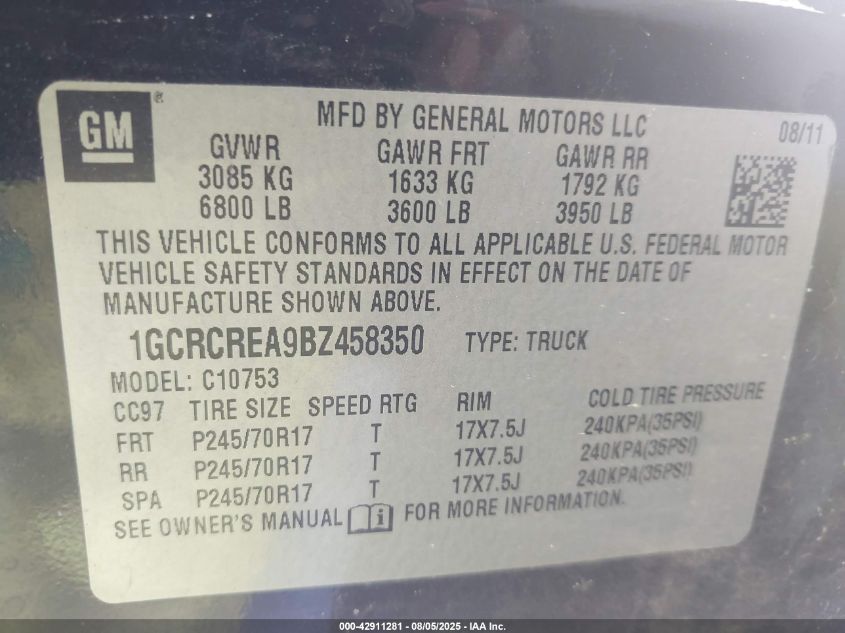 GM ®
MFD BY GENERAL MOTORS LLC
08/11
GVWR GAWR FRT GAWR RR
3085 KG 1633 KG 1792 KG
6800 LB 3600 LB 3950 LB
THIS VEHICLE CONFORMS TO ALL APPLICABLE U.S. FEDERAL MOTOR
VEHICLE SAFETY STANDARDS IN EFFECT ON THE DATE OF
MANUFACTURE SHOWN ABOVE.
1GCRCREA9BZ458350 TYPE: TRUCK
MODEL: C10753
CC97 TIRE SIZE SPEED RTG RIM COLD TIRE PRESSURE
FRT P245/70R17 T 17X7.5J 240KPA(35PSI)
RR P245/70R17 T 17X7.5J 240KPA(35PSI)
SPA P245/70R17 T 17X7.5J 240KPA(35PSI)
SEE OWNER'S MANUAL i FOR MORE INFORMATION.
000-42911281 - 08/05/2025 - IAA Inc.